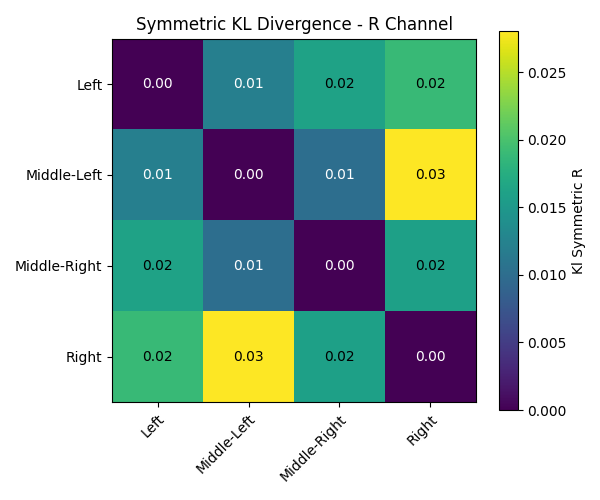 Symmetric KL Divergence - R Channel
Left 0.00 0.01 0.02 0.02
Middle-Left 0.01 0.00 0.01 0.03
Middle-Right 0.02 0.01 0.00 0.02
Right 0.02 0.03 0.02 0.00
Left Middle-Left Middle-Right Right
0.025
0.020
0.015
0.010
0.005
0.000
Kl Symmetric R